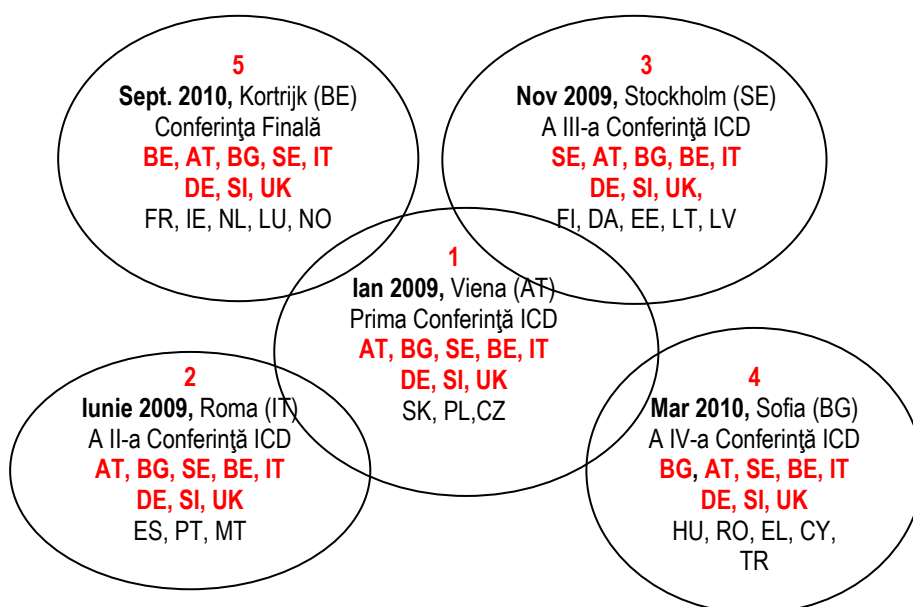 5
Sept. 2010, Kortrijk (BE)
Conferinţa Finală
BE, AT, BG, SE, IT
DE, SI, UK
FR, IE, NL, LU, NO
3
Nov 2009, Stockholm (SE)
A III-a Conferinţă ICD
SE, AT, BG, BE, IT
DE, SI, UK,
FI, DA, EE, LT, LV
1
Ian 2009, Viena (AT)
Prima Conferinţă ICD
AT, BG, SE, BE, IT
DE, SI, UK
SK, PL,CZ
2
Iunie 2009, Roma (IT)
A II-a Conferinţă ICD
AT, BG, SE, BE, IT
DE, SI, UK
ES, PT, MT
4
Mar 2010, Sofia (BG)
A IV-a Conferinţă ICD
BG, AT, SE, BE, IT
DE, SI, UK
HU, RO, EL, CY,
TR